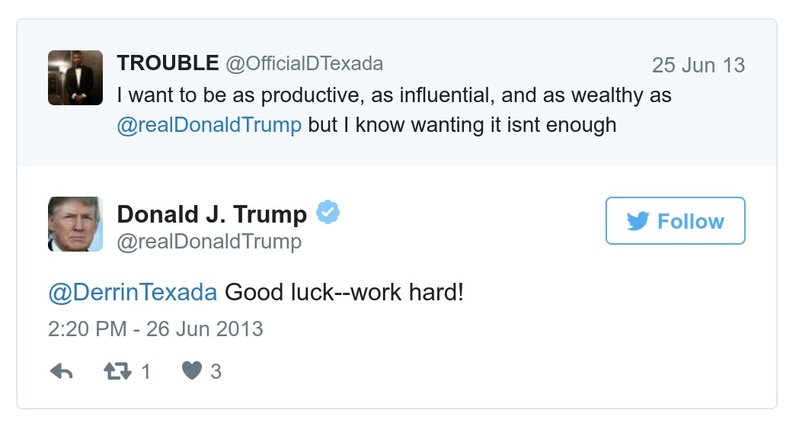 TROUBLE @OfficialDTexada 25 Jun 13
I want to be as productive, as influential, and as wealthy as
@realDonaldTrump but I know wanting it isnt enough
Donald J. Trump
@realDonaldTrump
Follow
@DerrinTexada Good luck--work hard!
2:20 PM - 26 Jun 2013
1 3